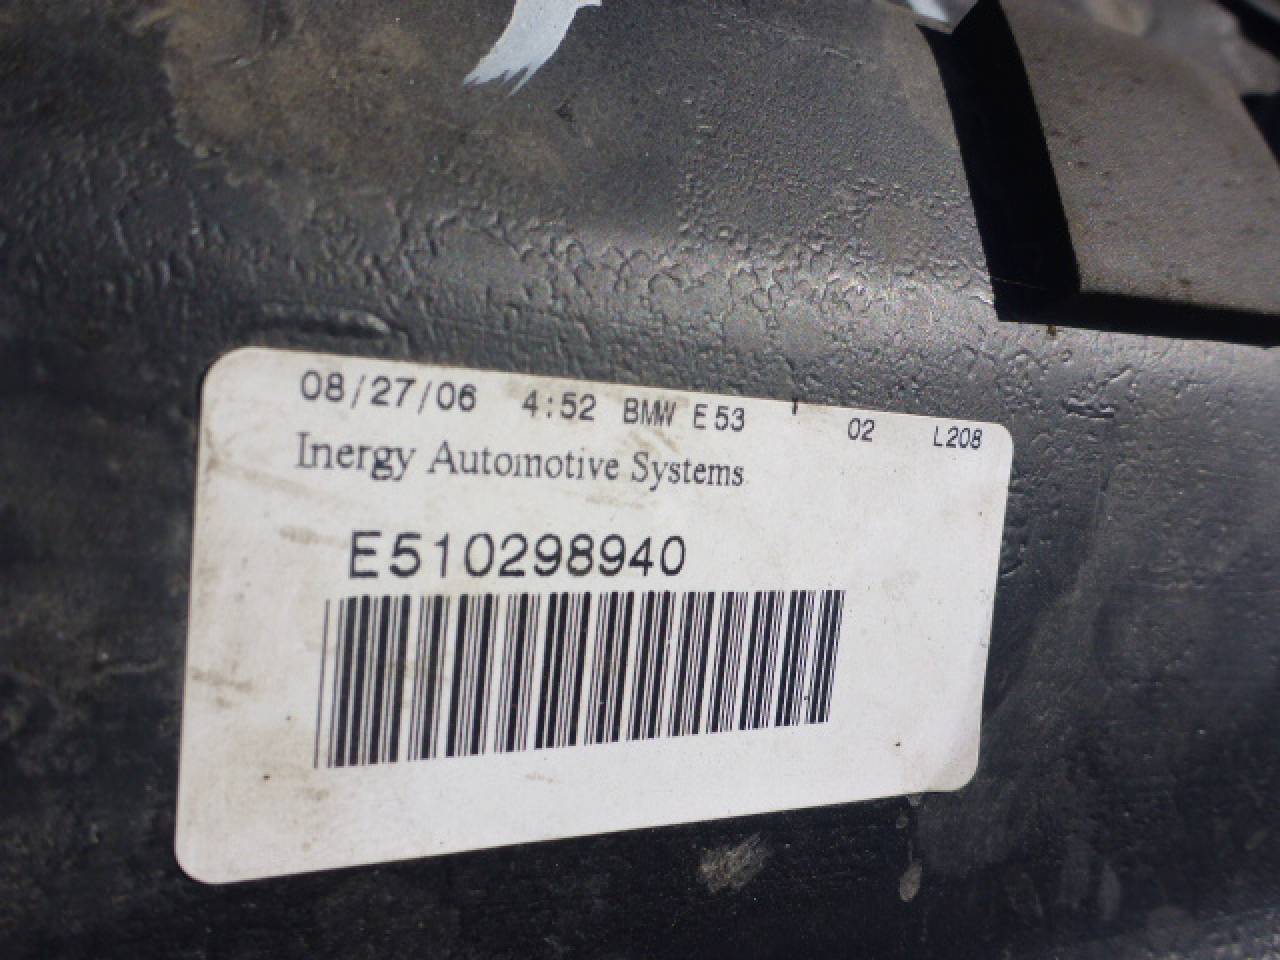 08/27/06 4:52 BMW E53 02 L208
Inergy Automotive Systems
E510298940